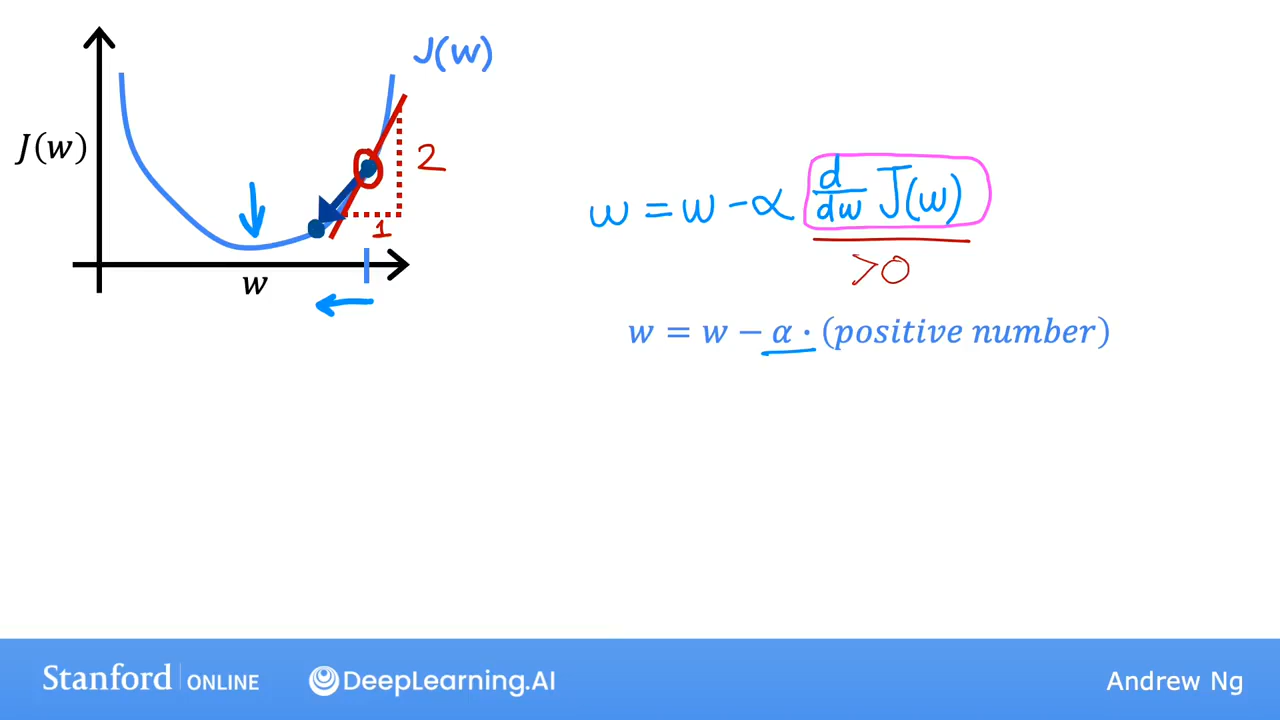 J(w)
J(w)
2
1
w
w = w - α d/dw J(w)
>0
w = w − α · (positive number)
Stanford | ONLINE
DeepLearning.AI
Andrew Ng